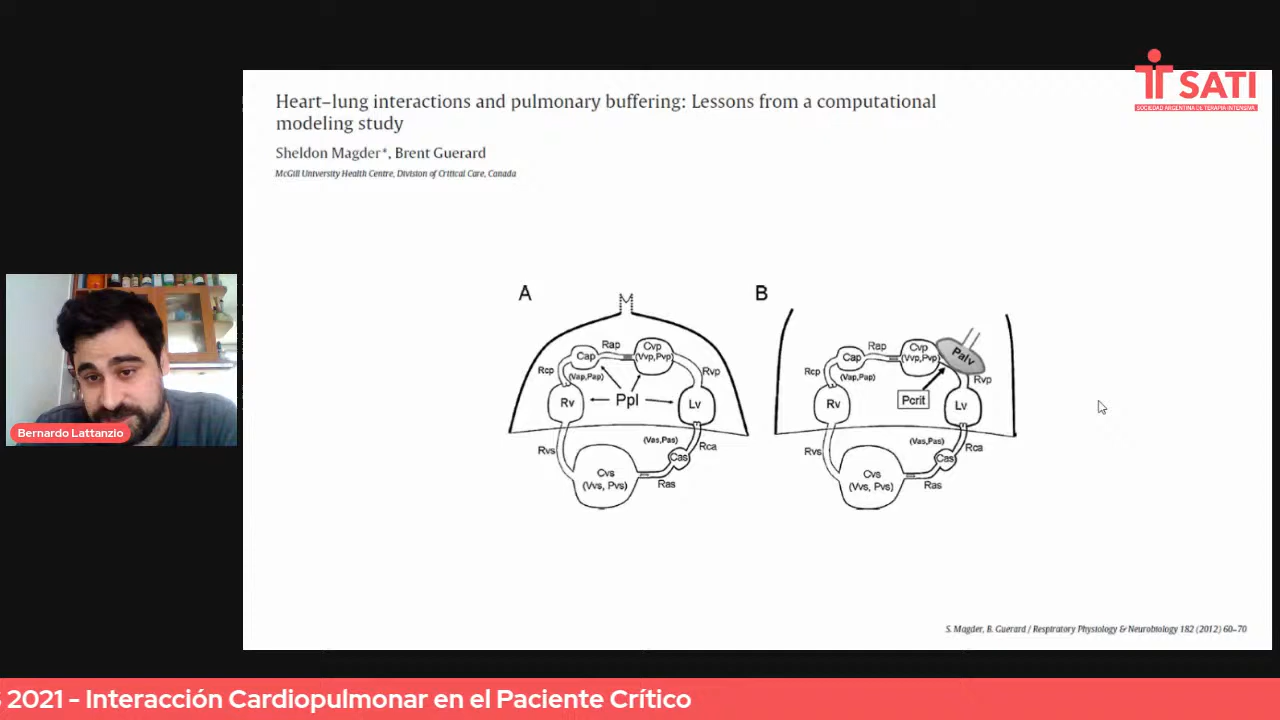 SATI
SOCIEDAD ARGENTINA DE TERAPIA INTENSIVA
Heart–lung interactions and pulmonary buffering: Lessons from a computational
modeling study
Sheldon Magder*, Brent Guerard
McGill University Health Centre, Division of Critical Care, Canada
A
Rap
Cap
Cvp
(Vvp,Pvp)
Rcp
(Vap,Pap)
Rvp
Rv
Ppl
Lv
Rvs
(Vas,Pas)
Rca
Cvs
(Vvs, Pvs)
Cas
Ras
B
Rap
Cap
Cvp
(Vvp,Pvp)
Palv
Rcp
(Vap,Pap)
Rvp
Rv
Pcrit
Lv
Rvs
(Vas,Pas)
Rca
Cvs
(Vvs, Pvs)
Cas
Ras
Bernardo Lattanzio
S. Magder, B. Guerard / Respiratory Physiology & Neurobiology 182 (2012) 60–70
2021 - Interacción Cardiopulmonar en el Paciente Crítico